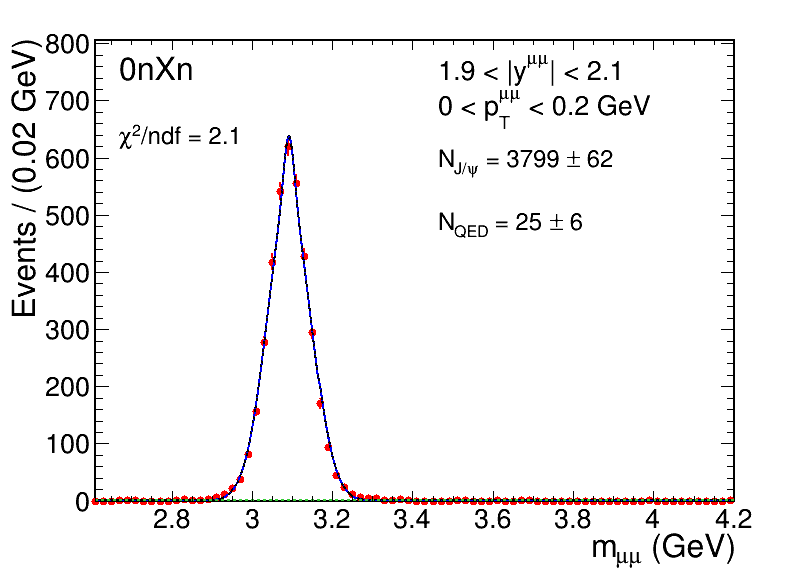 0nXn
χ²/ndf = 2.1
1.9 < |y^μμ| < 2.1
0 < p_T^μμ < 0.2 GeV
N_J/ψ = 3799 ± 62
N_QED = 25 ± 6
Events / (0.02 GeV)
800
700
600
500
400
300
200
100
0
2.8 3 3.2 3.4 3.6 3.8 4 4.2
m_μμ (GeV)